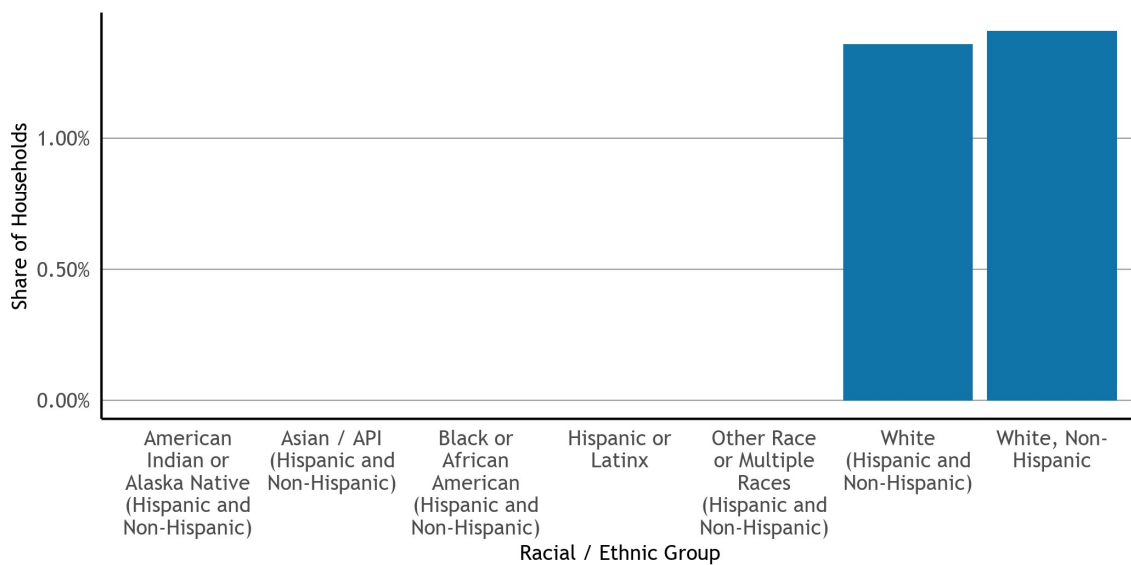 Share of Households
1.00%
0.50%
0.00%
American
Indian or
Alaska Native
(Hispanic and
Non-Hispanic)
Asian / API
(Hispanic and
Non-Hispanic)
Black or
African
American
(Hispanic and
Non-Hispanic)
Hispanic or
Latinx
Other Race
or Multiple
Races
(Hispanic and
Non-Hispanic)
White
(Hispanic and
Non-Hispanic)
White, Non-
Hispanic
Racial / Ethnic Group